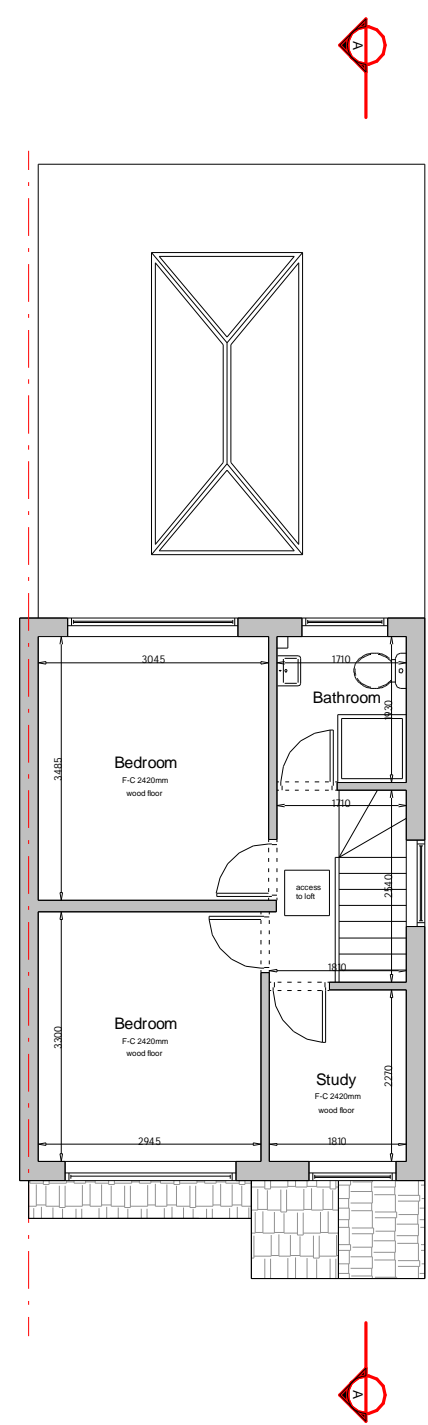 A
3045
1710
Bathroom
1930
Bedroom
F-C 2420mm
wood floor
3485
1710
2540
access
to loft
1810
Bedroom
F-C 2420mm
wood floor
3300
Study
F-C 2420mm
wood floor
2270
2945
1810
A